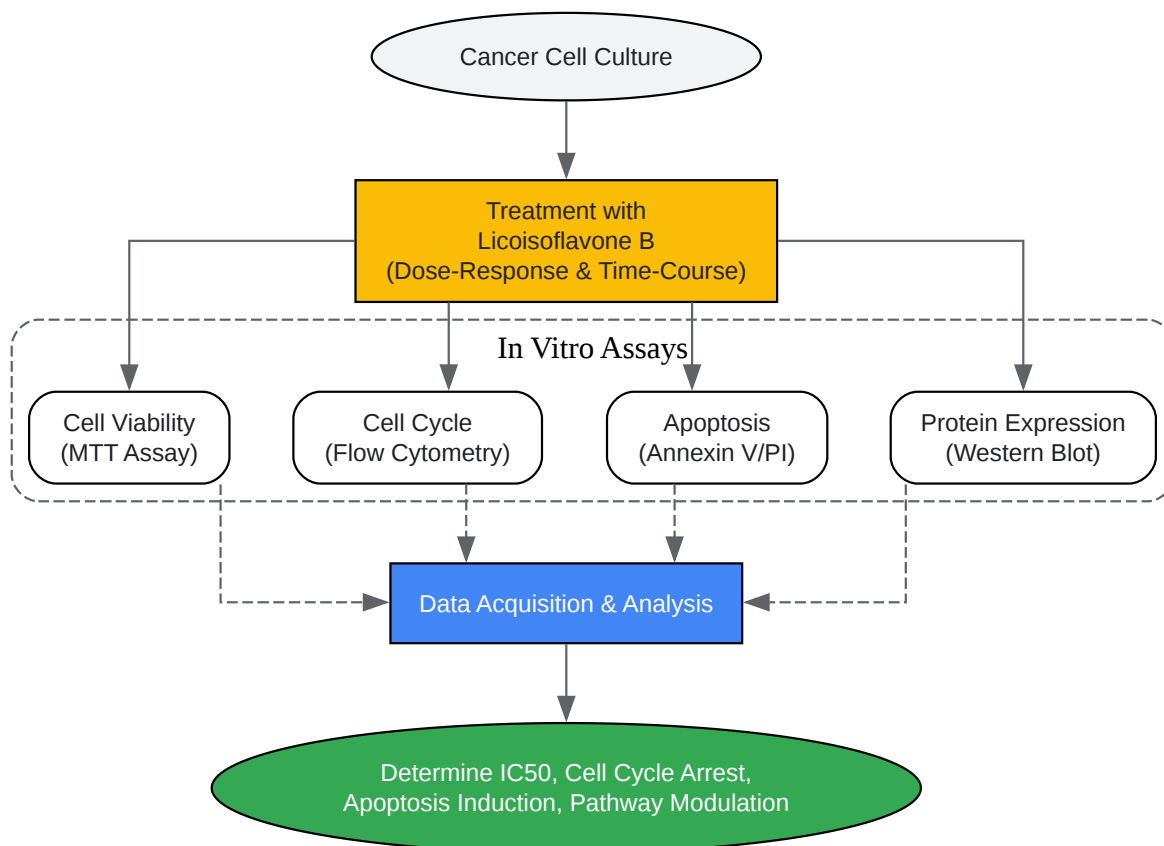 Cancer Cell Culture
Treatment with
Licoisoflavone B
(Dose-Response & Time-Course)
In Vitro Assays
Cell Viability
(MTT Assay)
Cell Cycle
(Flow Cytometry)
Apoptosis
(Annexin V/PI)
Protein Expression
(Western Blot)
Data Acquisition & Analysis
Determine IC50, Cell Cycle Arrest,
Apoptosis Induction, Pathway Modulation